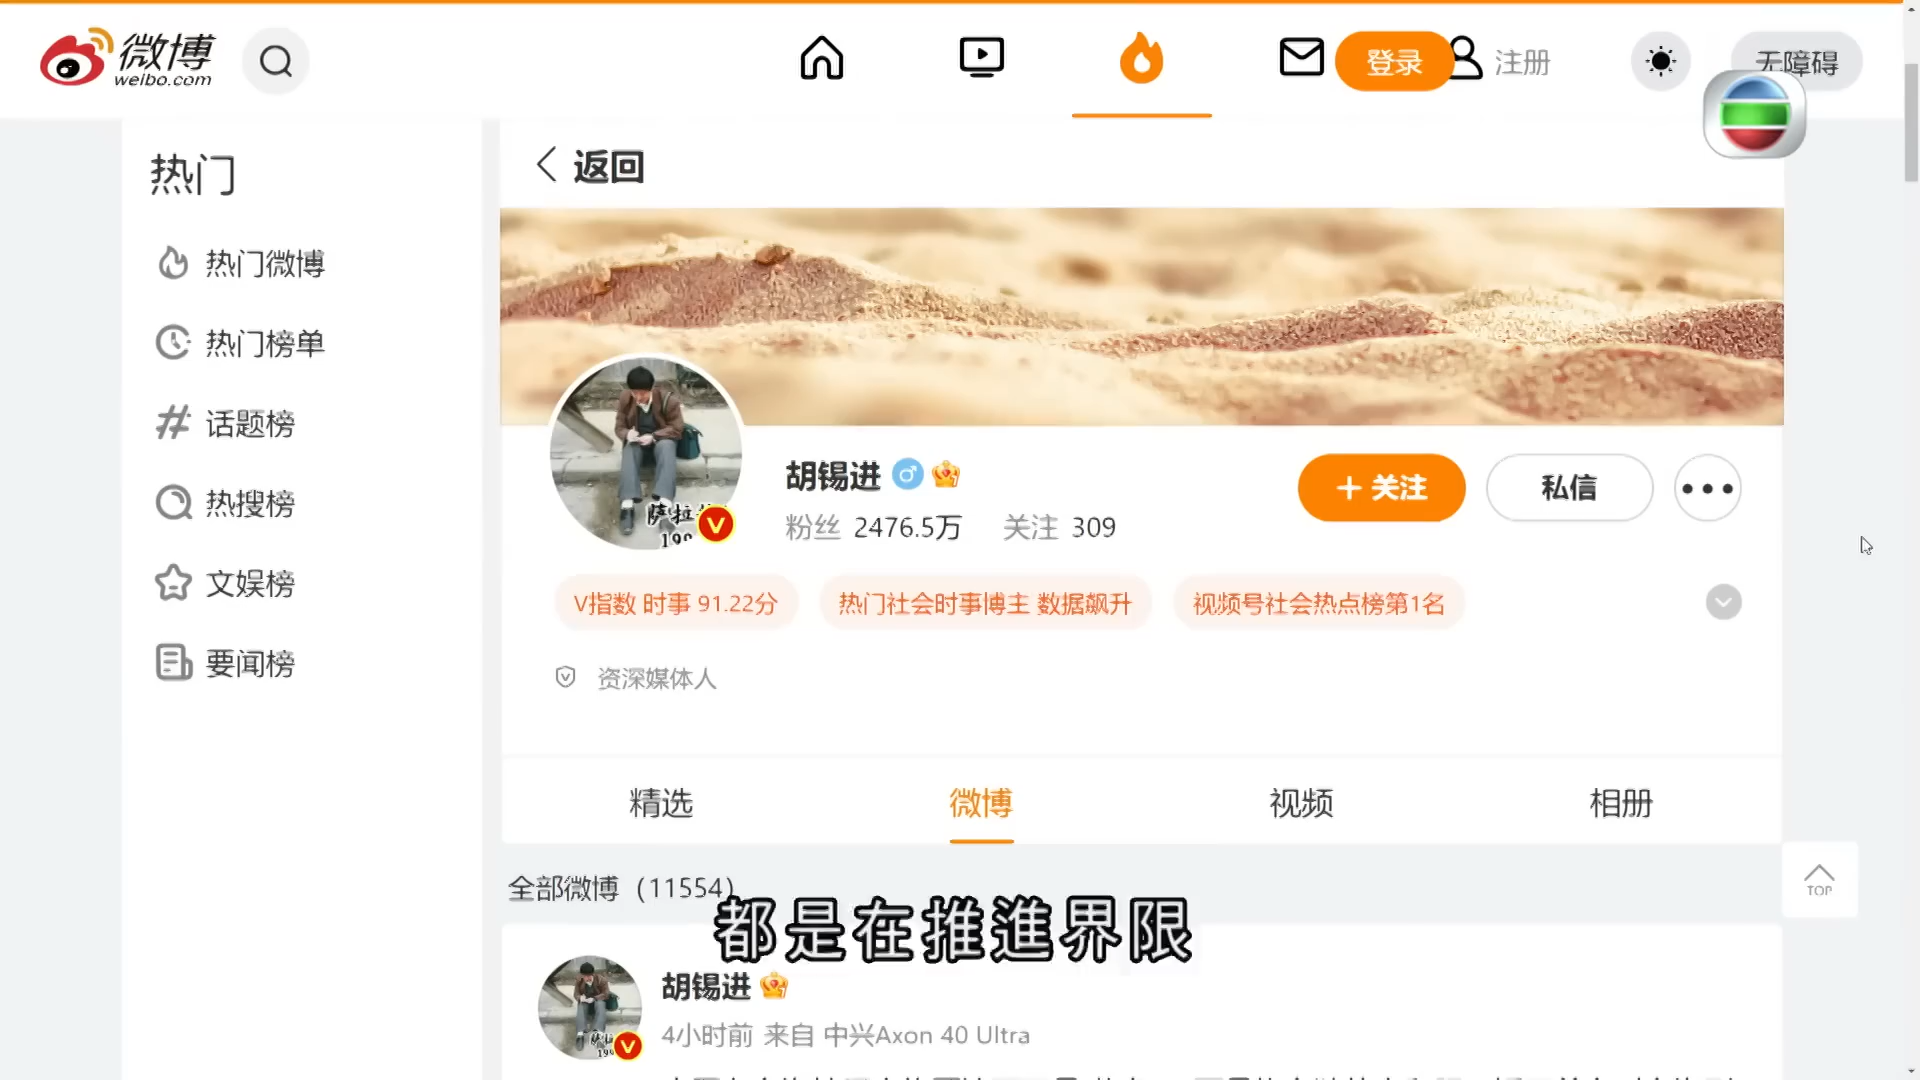 微博
weibo.com
登录
注册
无障碍
热门
热门微博
热门榜单
话题榜
热搜榜
文娱榜
要闻榜
返回
萨拉
199
胡锡进
粉丝 2476.5万 关注 309
+ 关注
私信
V指数 时事 91.22分
热门社会时事博主 数据飙升
视频号社会热点榜第1名
资深媒体人
精选
微博
视频
相册
全部微博（11554）
TOP
都是在推進界限
胡锡进
4小时前 来自 中兴Axon 40 Ultra